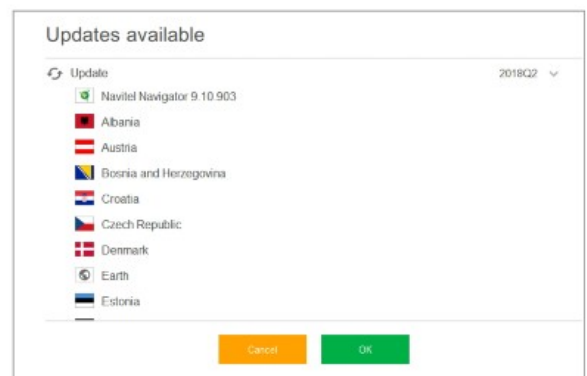 Updates available
Update 2018Q2
Navitel Navigator 9.10.903
Albania
Austria
Bosnia and Herzegovina
Croatia
Czech Republic
Denmark
Earth
Estonia
Cancel OK